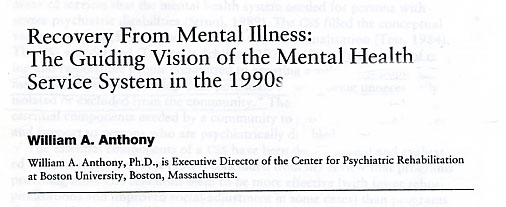 Recovery From Mental Illness:
The Guiding Vision of the Mental Health
Service System in the 1990s
William A. Anthony
William A. Anthony, Ph.D., is Executive Director of the Center for Psychiatric Rehabilitation
at Boston University, Boston, Massachusetts.